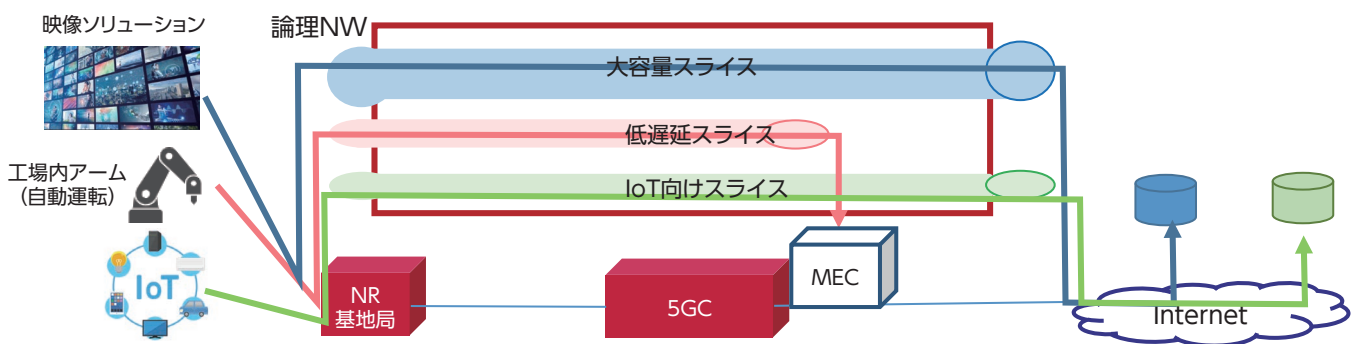 映像ソリューション
論理NW
大容量スライス
低遅延スライス
工場内アーム
（自動運転）
IoT向けスライス
IoT
NR
基地局
5GC
MEC
Internet